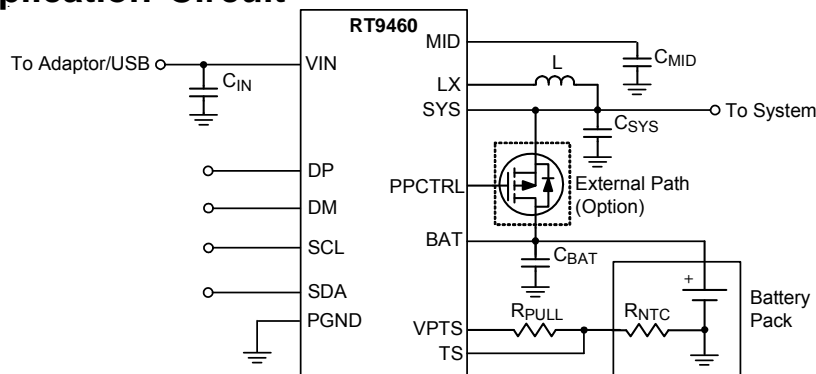 plication Circuit
RT9460
To Adaptor/USB
CIN
VIN
DP
DM
SCL
SDA
PGND
MID
LX
SYS
PPCTRL
BAT
VPTS
TS
CMID
L
To System
CSYS
External Path
(Option)
CBAT
RPULL
RNTC
+
Battery
Pack